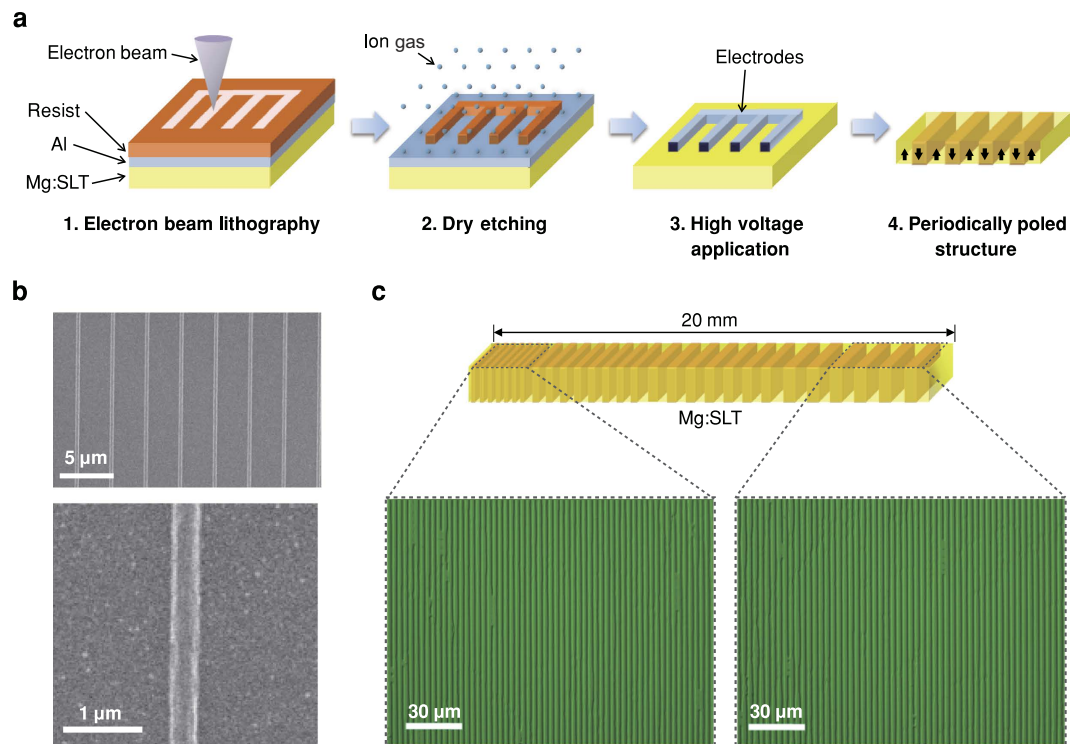 a
Electron beam
Resist
Al
Mg:SLT
Ion gas
Electrodes
1. Electron beam lithography
2. Dry etching
3. High voltage
application
4. Periodically poled
structure
b
5 µm
1 µm
c
20 mm
Mg:SLT
30 µm
30 µm